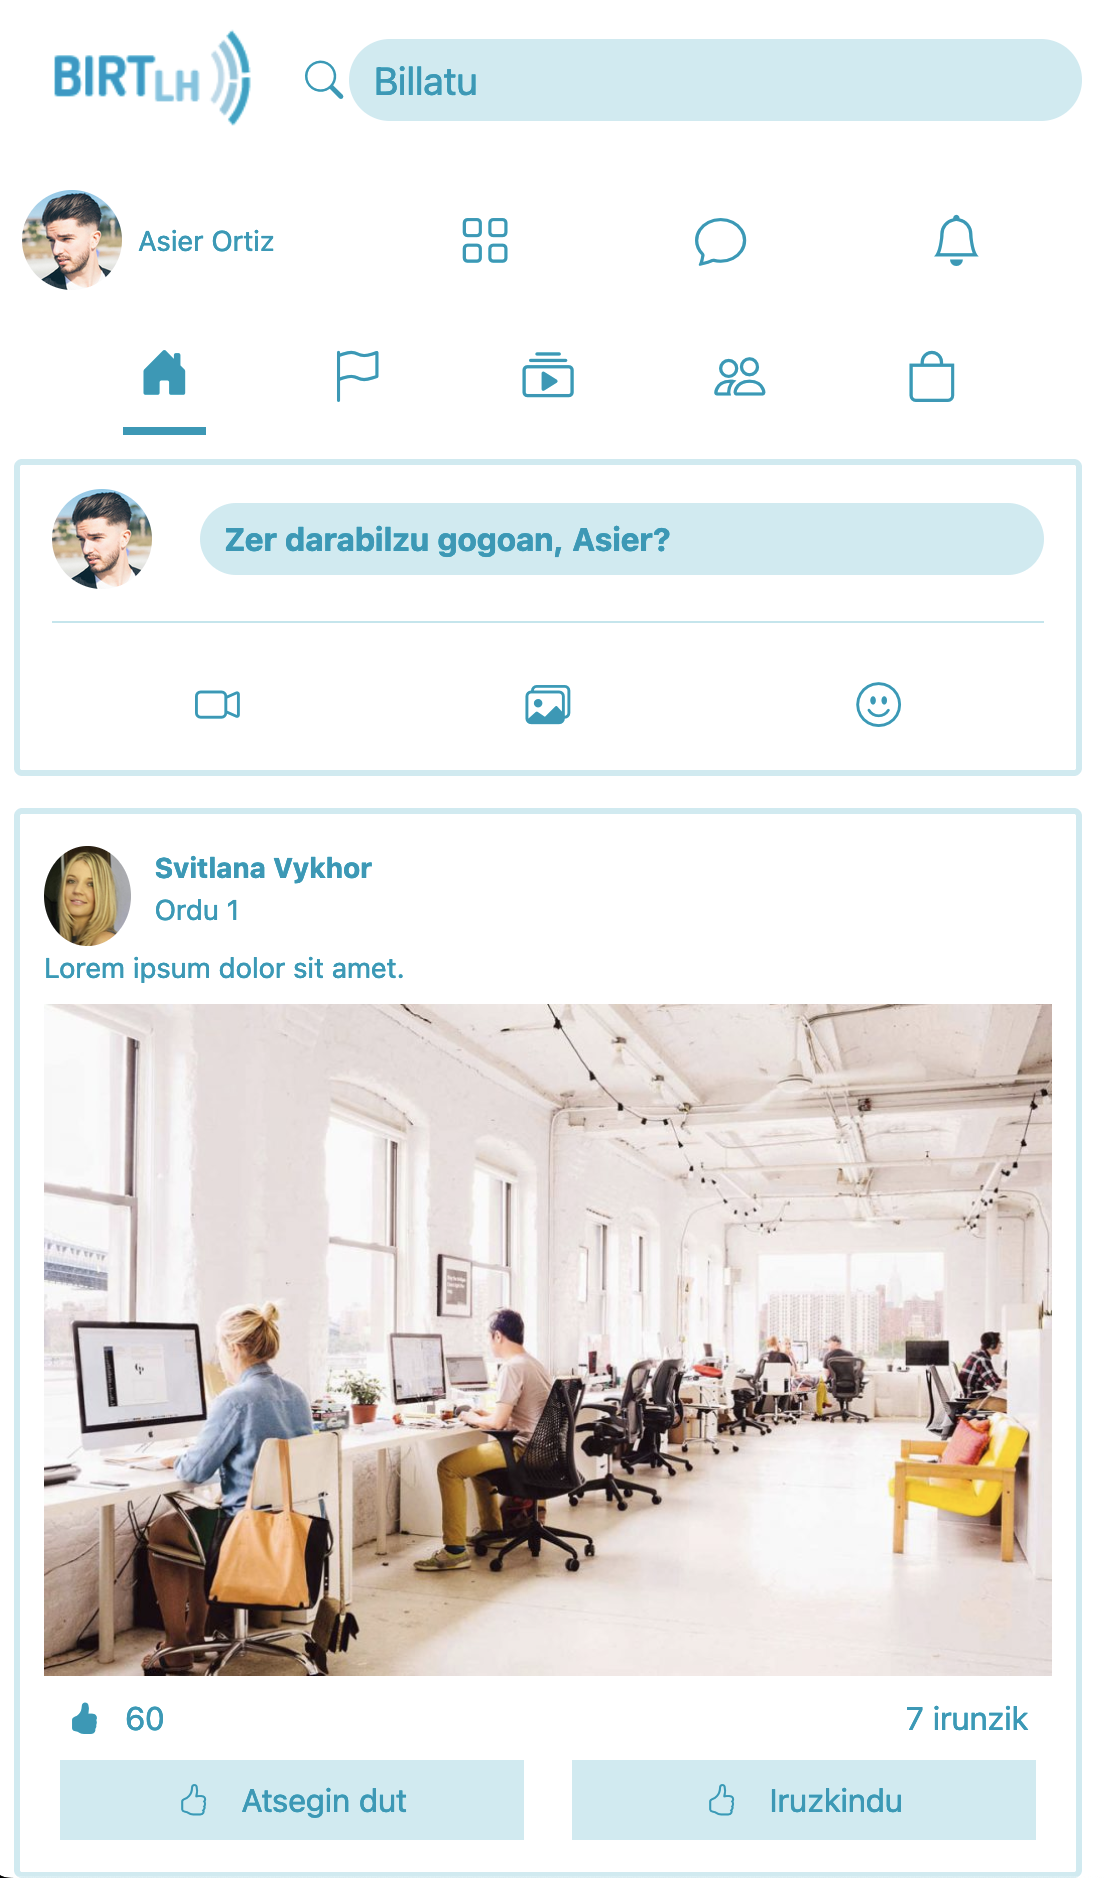 BIRTLH
Billatu
Asier Ortiz
Zer darabilzu gogoan, Asier?
Svitlana Vykhor
Ordu 1
Lorem ipsum dolor sit amet.
60
7 irunzik
Atsegin dut
Iruzkindu